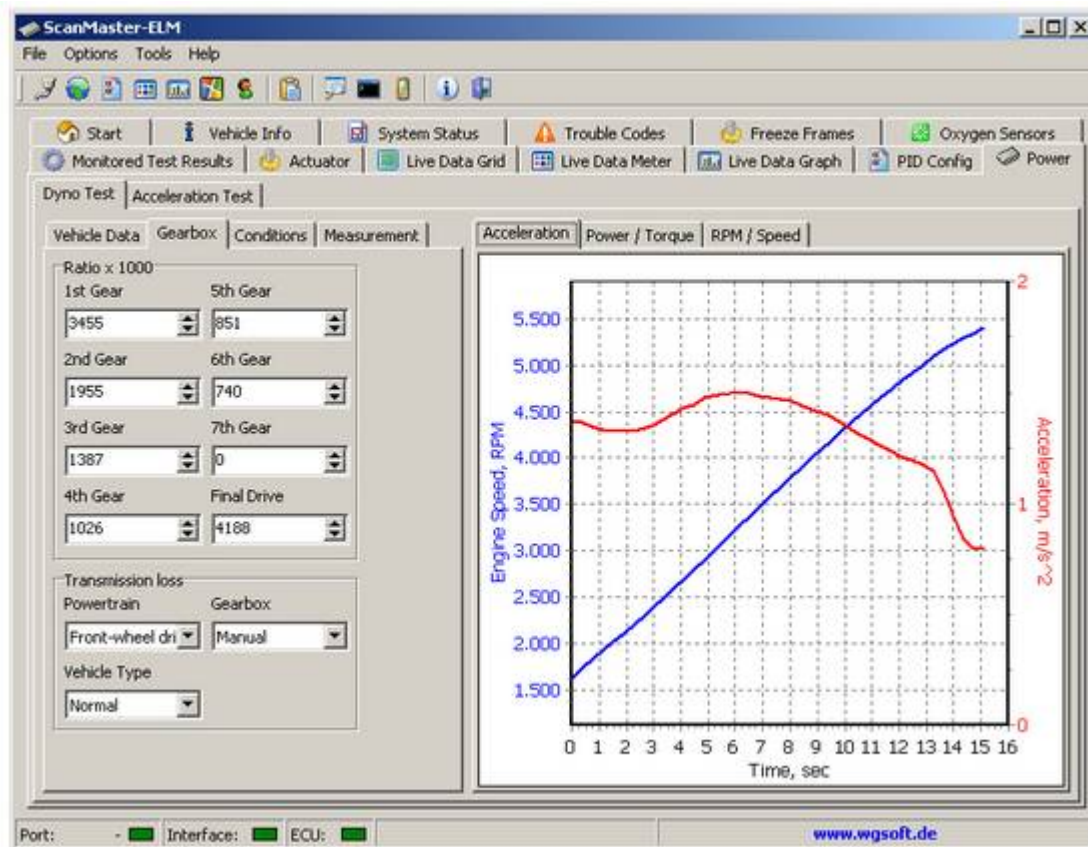 ScanMaster-ELM
File Options Tools Help
Start Vehicle Info System Status Trouble Codes Freeze Frames Oxygen Sensors
Monitored Test Results Actuator Live Data Grid Live Data Meter Live Data Graph PID Config Power
Dyno Test Acceleration Test
Vehicle Data Gearbox Conditions Measurement
Ratio x 1000
1st Gear 5th Gear
3455 851
2nd Gear 6th Gear
1955 740
3rd Gear 7th Gear
1387 0
4th Gear Final Drive
1026 4188
Transmission loss
Powertrain Gearbox
Front-wheel dri Manual
Vehicle Type
Normal
Acceleration Power / Torque RPM / Speed
Engine Speed, RPM
5.500
5.000
4.500
4.000
3.500
3.000
2.500
2.000
1.500
2
1
0
Acceleration, m/s^2
0 1 2 3 4 5 6 7 8 9 10 11 12 13 14 15 16
Time, sec
Port: - Interface: ECU: www.wgsoft.de